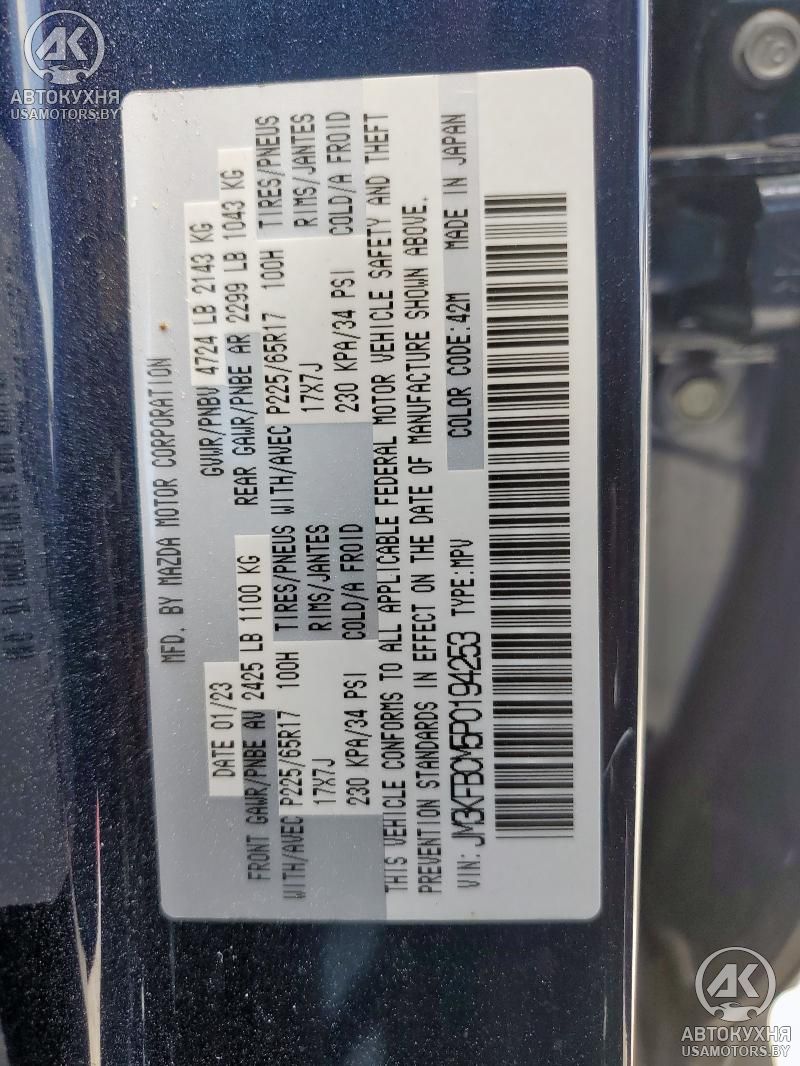 AK
АВТОКУХНЯ
USAMOTORS.BY
MFD. BY MAZDA MOTOR CORPORATION
DATE 01/23 GVWR/PNBV 4724 LB 2143 KG
FRONT GAWR/PNBE AV 2425 LB 1100 KG REAR GAWR/PNBE AR 2299 LB 1043 KG
WITH/AVEC P225/65R17 100H TIRES/PNEUS WITH/AVEC P225/65R17 100H TIRES/PNEUS
17X7J RIMS/JANTES 17X7J RIMS/JANTES
230 KPA/34 PSI COLD/A FROID 230 KPA/34 PSI COLD/A FROID
THIS VEHICLE CONFORMS TO ALL APPLICABLE FEDERAL MOTOR VEHICLE SAFETY AND THEFT
PREVENTION STANDARDS IN EFFECT ON THE DATE OF MANUFACTURE SHOWN ABOVE.
VIN: JM3KFBCM5P0194253 TYPE:MPV COLOR CODE:42M MADE IN JAPAN
AK
АВТОКУХНЯ
USAMOTORS.BY